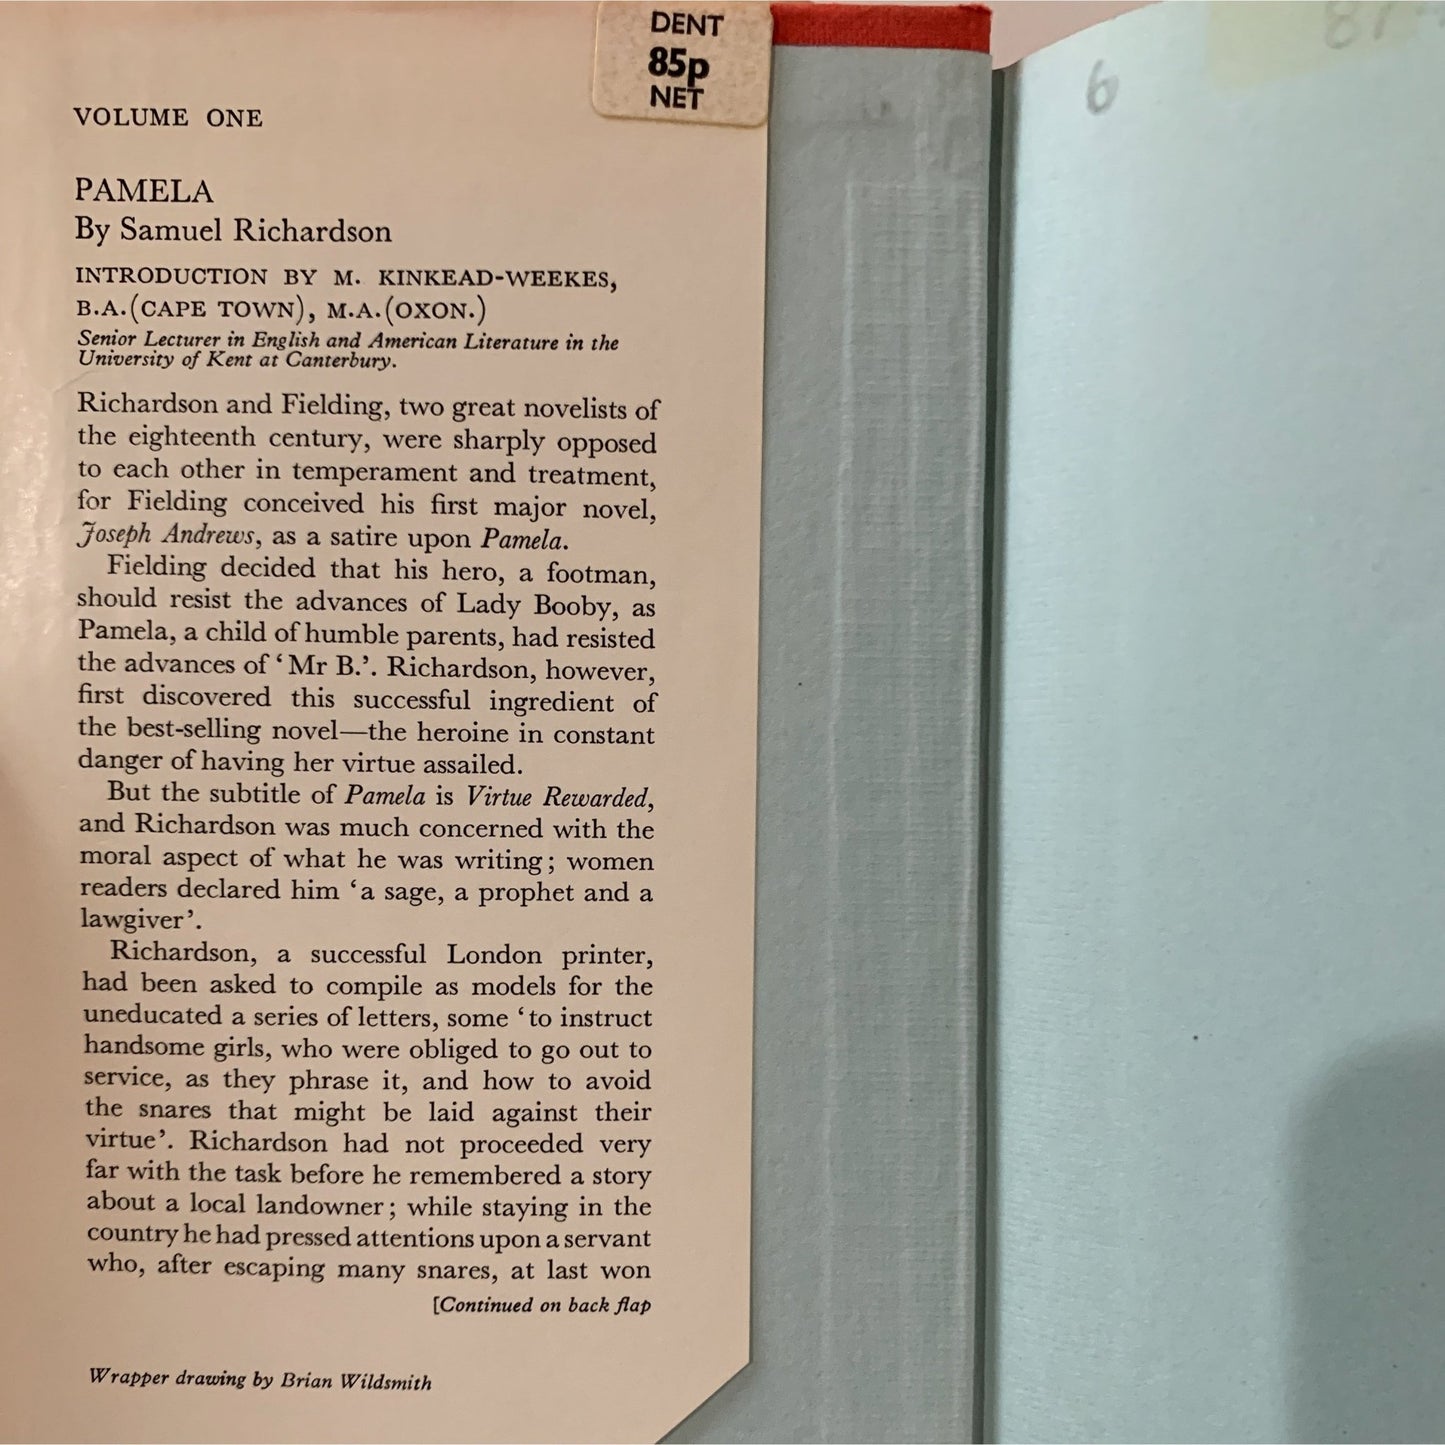 DENT
85p
NET
VOLUME ONE
PAMELA
By Samuel Richardson
INTRODUCTION BY M. KINKEAD-WEEKES,
B.A.(CAPE TOWN), M.A.(OXON.)
Senior Lecturer in English and American Literature in the
University of Kent at Canterbury.
Richardson and Fielding, two great novelists of
the eighteenth century, were sharply opposed
to each other in temperament and treatment,
for Fielding conceived his first major novel,
Joseph Andrews, as a satire upon Pamela.
Fielding decided that his hero, a footman,
should resist the advances of Lady Booby, as
Pamela, a child of humble parents, had resisted
the advances of ‘Mr B.’. Richardson, however,
first discovered this successful ingredient of
the best-selling novel—the heroine in constant
danger of having her virtue assailed.
But the subtitle of Pamela is Virtue Rewarded,
and Richardson was much concerned with the
moral aspect of what he was writing; women
readers declared him ‘a sage, a prophet and a
lawgiver’.
Richardson, a successful London printer,
had been asked to compile as models for the
uneducated a series of letters, some ‘to instruct
handsome girls, who were obliged to go out to
service, as they phrase it, and how to avoid
the snares that might be laid against their
virtue’. Richardson had not proceeded very
far with the task before he remembered a story
about a local landowner; while staying in the
country he had pressed attentions upon a servant
who, after escaping many snares, at last won
[Continued on back flap
Wrapper drawing by Brian Wildsmith
6